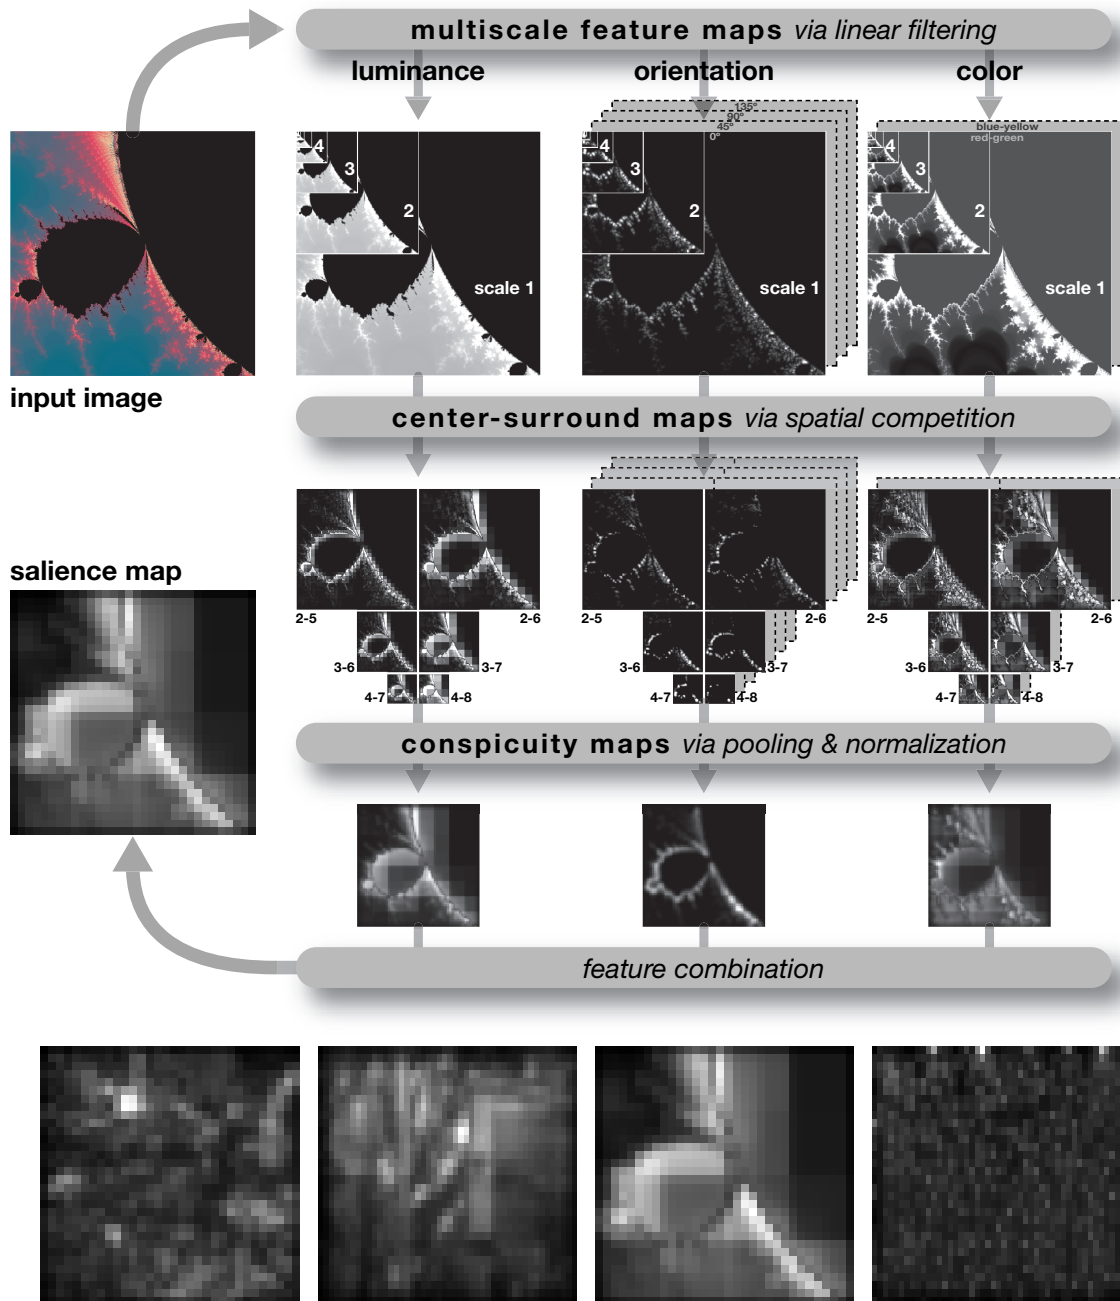 multiscale feature maps via linear filtering
luminance
orientation
color
135º
90º
45º
0º
blue-yellow
red-green
4
3
2
scale 1
4
3
2
scale 1
4
3
2
scale 1
input image
center-surround maps via spatial competition
salience map
2-5
2-6
3-6
3-7
4-7
4-8
2-5
2-6
3-6
3-7
4-7
4-8
2-5
2-6
3-6
3-7
4-7
4-8
conspicuity maps via pooling & normalization
feature combination